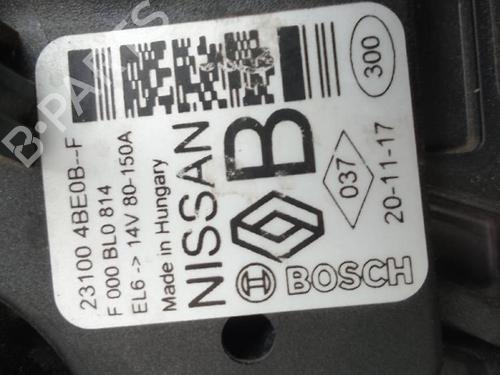 23100 4BE0B--F
F 000 BL0 814
EL6 -> 14V 80-150A
Made in Hungary
NISSAN
B
BOSCH
037
20-11-17
300
B-PARTS